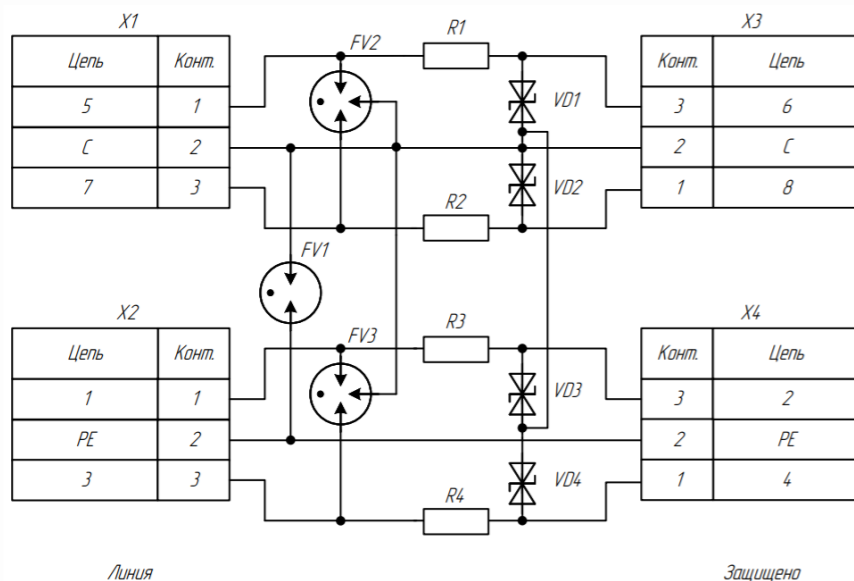 X1
Цепь Конт.
5 1
С 2
7 3
FV2
R1
VD1
VD2
R2
X3
Конт. Цепь
3 6
2 С
1 8
FV1
X2
Цепь Конт.
1 1
PE 2
3 3
FV3
R3
VD3
VD4
R4
X4
Конт. Цепь
3 2
2 PE
1 4
Линия
Защищено